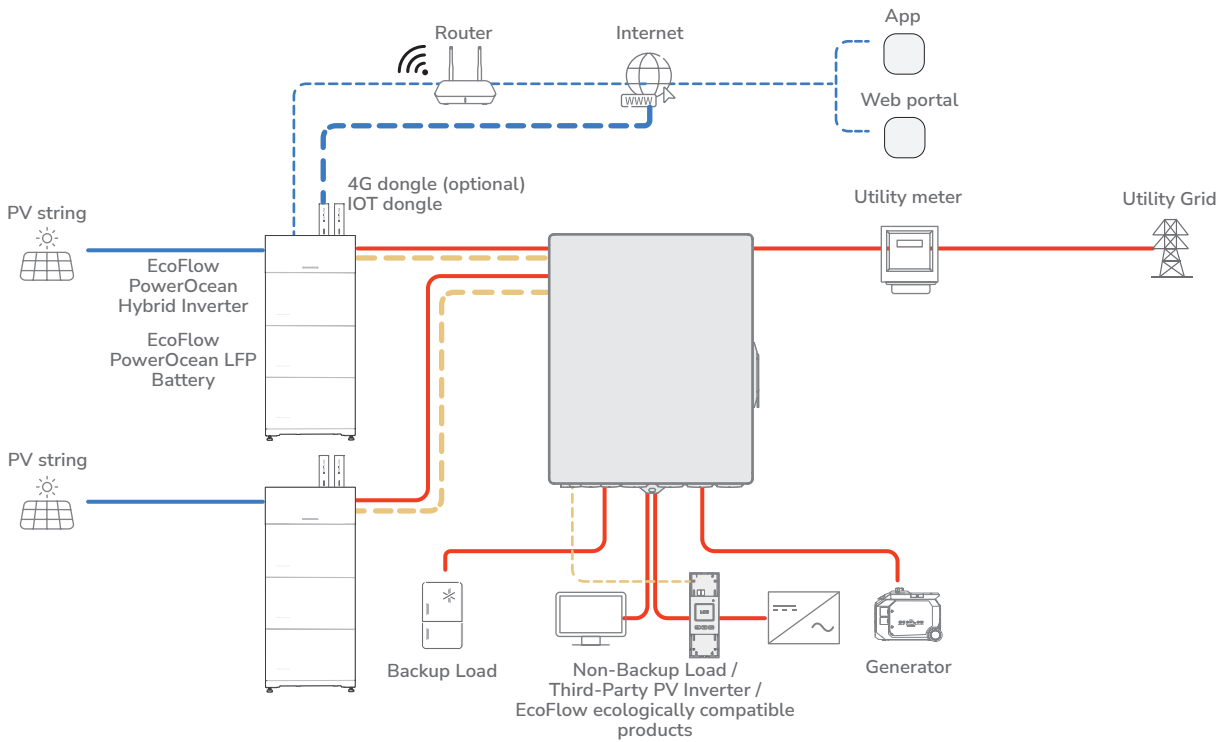 App
Router
Internet
WWW
Web portal
4G dongle (optional)
IOT dongle
Utility meter
Utility Grid
PV string
EcoFlow
PowerOcean
Hybrid Inverter
EcoFlow
PowerOcean LFP
Battery
PV string
Backup Load
Non-Backup Load /
Third-Party PV Inverter /
EcoFlow ecologically compatible
products
Generator